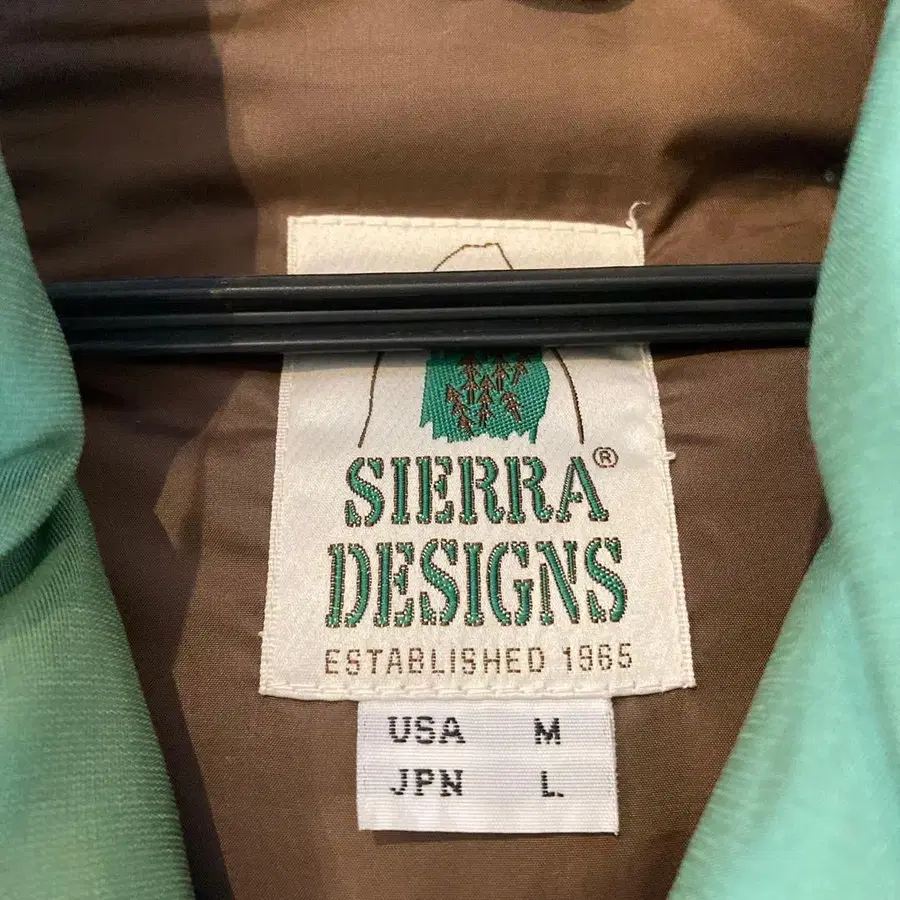 SIERRA®
DESIGNS
ESTABLISHED 1965
USA M
JPN L